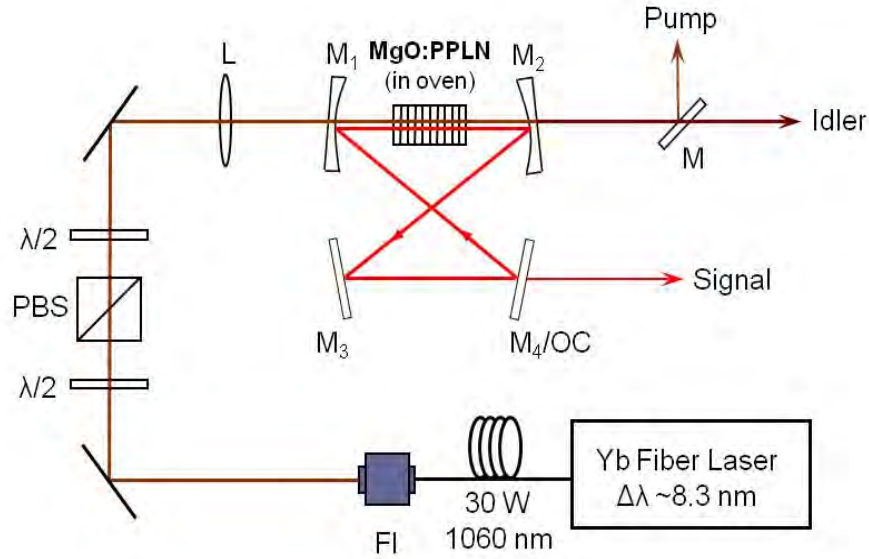 Pump
L
M₁
MgO:PPLN
(in oven)
M₂
Idler
M
λ/2
PBS
λ/2
Signal
M₃
M₄/OC
Yb Fiber Laser
Δλ ~8.3 nm
30 W
1060 nm
FI